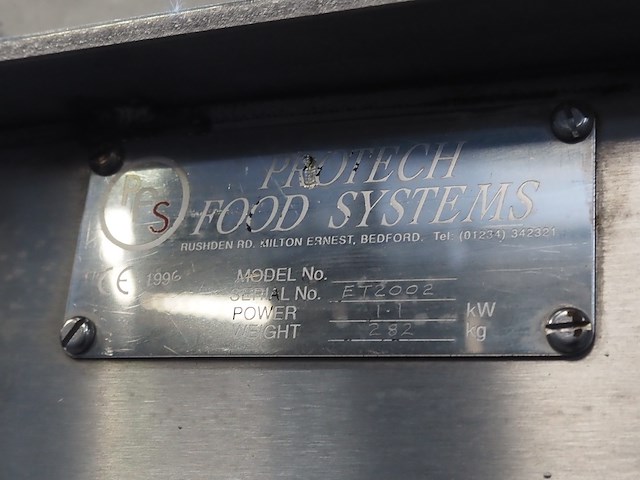 PROTECH
FOOD SYSTEMS
RUSHDEN RD, MILTON ERNEST, BEDFORD. Tel: (01234) 342321
CE 1996
MODEL No.
SERIAL No. ET2002
POWER 1.1 kW
WEIGHT 282 kg